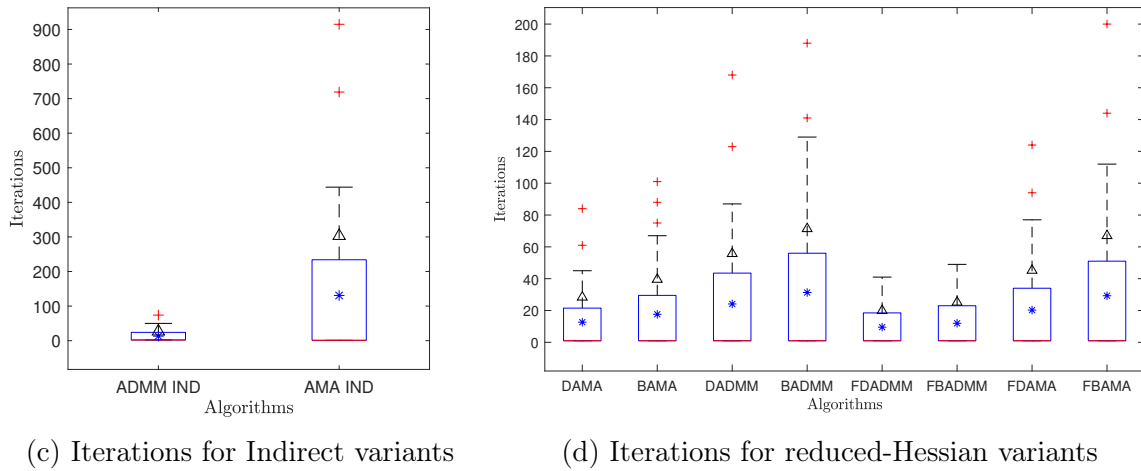 900
800
700
600
500
400
300
200
100
0
Iterations
ADMM IND AMA IND
Algorithms
(c) Iterations for Indirect variants
200
180
160
140
120
100
80
60
40
20
0
Iterations
DAMA BAMA DADMM BADMM FDADMM FBADMM FDAMA FBAMA
Algorithms
(d) Iterations for reduced-Hessian variants